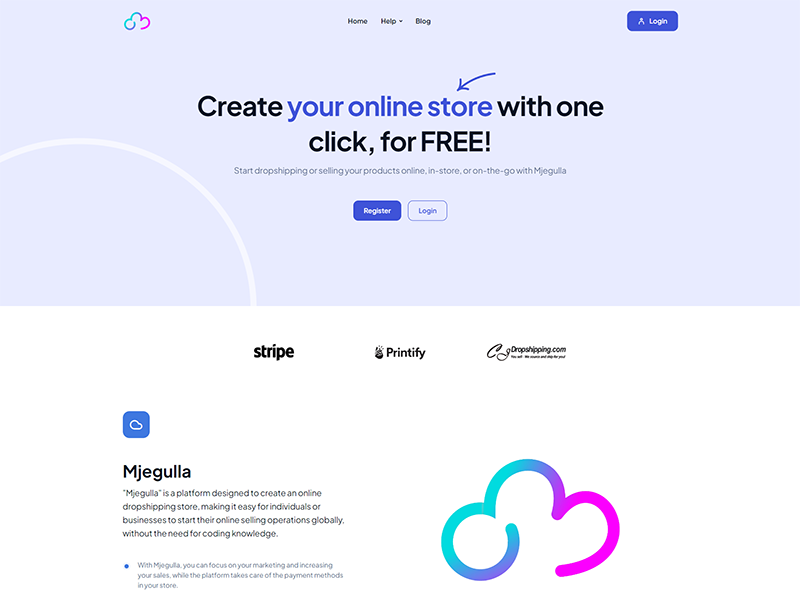 Home Help Blog Login
Create your online store with one
click, for FREE!
Start dropshipping or selling your products online, in-store, or on-the-go with Mjegulla
Register Login
stripe Printify CJDropshipping.com
You sell - We source and ship for you!
Mjegulla
"Mjegulla" is a platform designed to create an online
dropshipping store, making it easy for individuals or
businesses to start their online selling operations globally,
without the need for coding knowledge.
With Mjegulla, you can focus on your marketing and increasing
your sales, while the platform takes care of the payment methods
in your store.